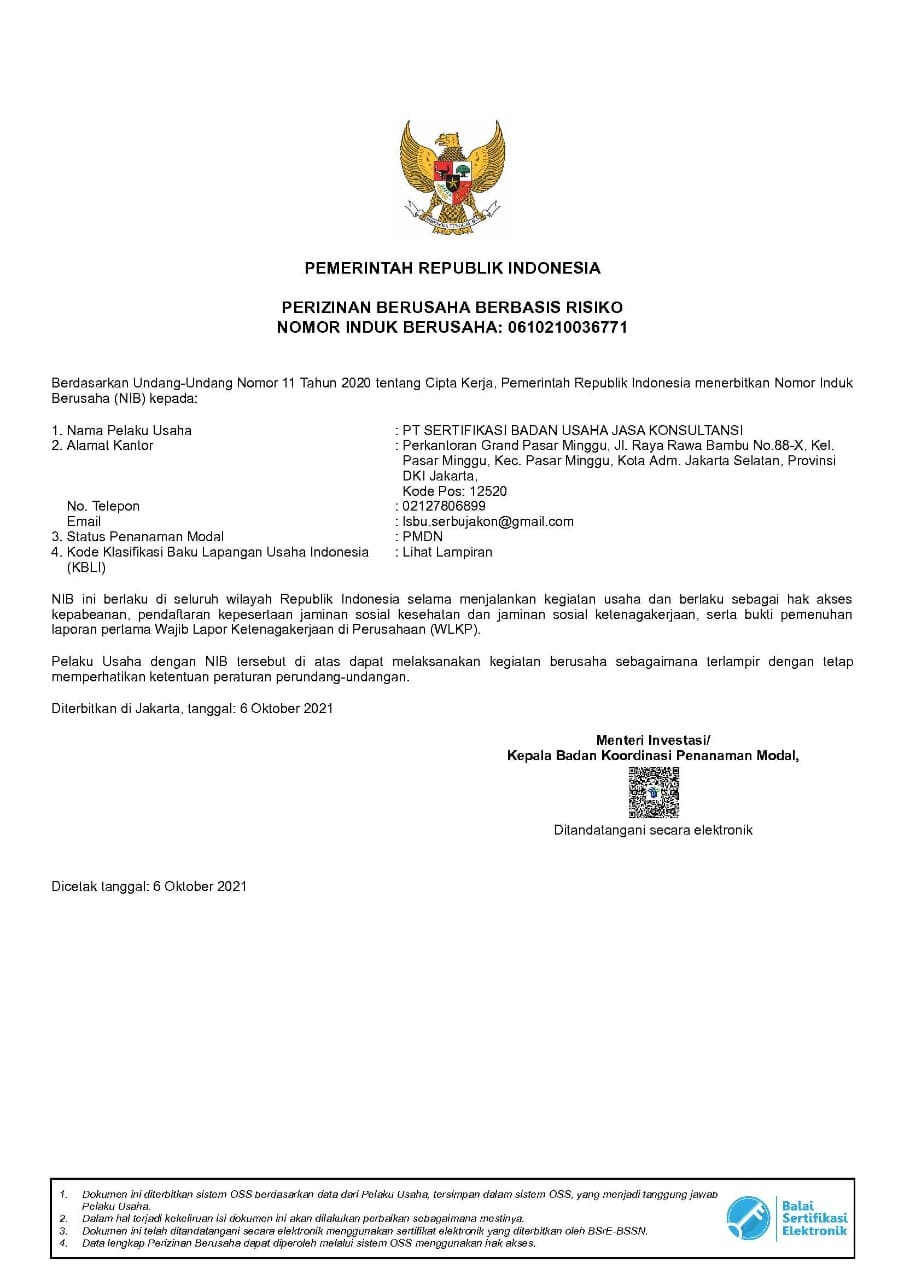 PEMERINTAH REPUBLIK INDONESIA
PERIZINAN BERUSAHA BERBASIS RISIKO
NOMOR INDUK BERUSAHA: 0610210036771
Berdasarkan Undang-Undang Nomor 11 Tahun 2020 tentang Cipta Kerja, Pemerintah Republik Indonesia menerbitkan Nomor Induk
Berusaha (NIB) kepada:
1. Nama Pelaku Usaha : PT SERTIFIKASI BADAN USAHA JASA KONSULTANSI
2. Alamat Kantor : Perkantoran Grand Pasar Minggu, Jl. Raya Rawa Bambu No.88-X, Kel.
Pasar Minggu, Kec. Pasar Minggu, Kota Adm. Jakarta Selatan, Provinsi
DKI Jakarta,
Kode Pos: 12520
No. Telepon : 02127806899
Email : lsbu.serbujakon@gmail.com
3. Status Penanaman Modal : PMDN
4. Kode Klasifikasi Baku Lapangan Usaha Indonesia : Lihat Lampiran
(KBLI)
NIB ini berlaku di seluruh wilayah Republik Indonesia selama menjalankan kegiatan usaha dan berlaku sebagai hak akses
kepabeanan, pendaftaran kepesertaan jaminan sosial kesehatan dan jaminan sosial ketenagakerjaan, serta bukti pemenuhan
laporan pertama Wajib Lapor Ketenagakerjaan di Perusahaan (WLKP).
Pelaku Usaha dengan NIB tersebut di atas dapat melaksanakan kegiatan berusaha sebagaimana terlampir dengan tetap
memperhatikan ketentuan peraturan perundang-undangan.
Diterbitkan di Jakarta, tanggal: 6 Oktober 2021
Menteri Investasi/
Kepala Badan Koordinasi Penanaman Modal,
Ditandatangani secara elektronik
Dicetak tanggal: 6 Oktober 2021
1. Dokumen ini diterbitkan sistem OSS berdasarkan data dari Pelaku Usaha, tersimpan dalam sistem OSS, yang menjadi tanggung jawab
Pelaku Usaha.
2. Dalam hal terjadi kekeliruan isi dokumen ini akan dilakukan perbaikan sebagaimana mestinya.
3. Dokumen ini telah ditandatangani secara elektronik menggunakan sertifikat elektronik yang diterbitkan oleh BSrE-BSSN.
4. Data lengkap Perizinan Berusaha dapat diperoleh melalui sistem OSS menggunakan hak akses.
Balai
Sertifikasi
Elektronik